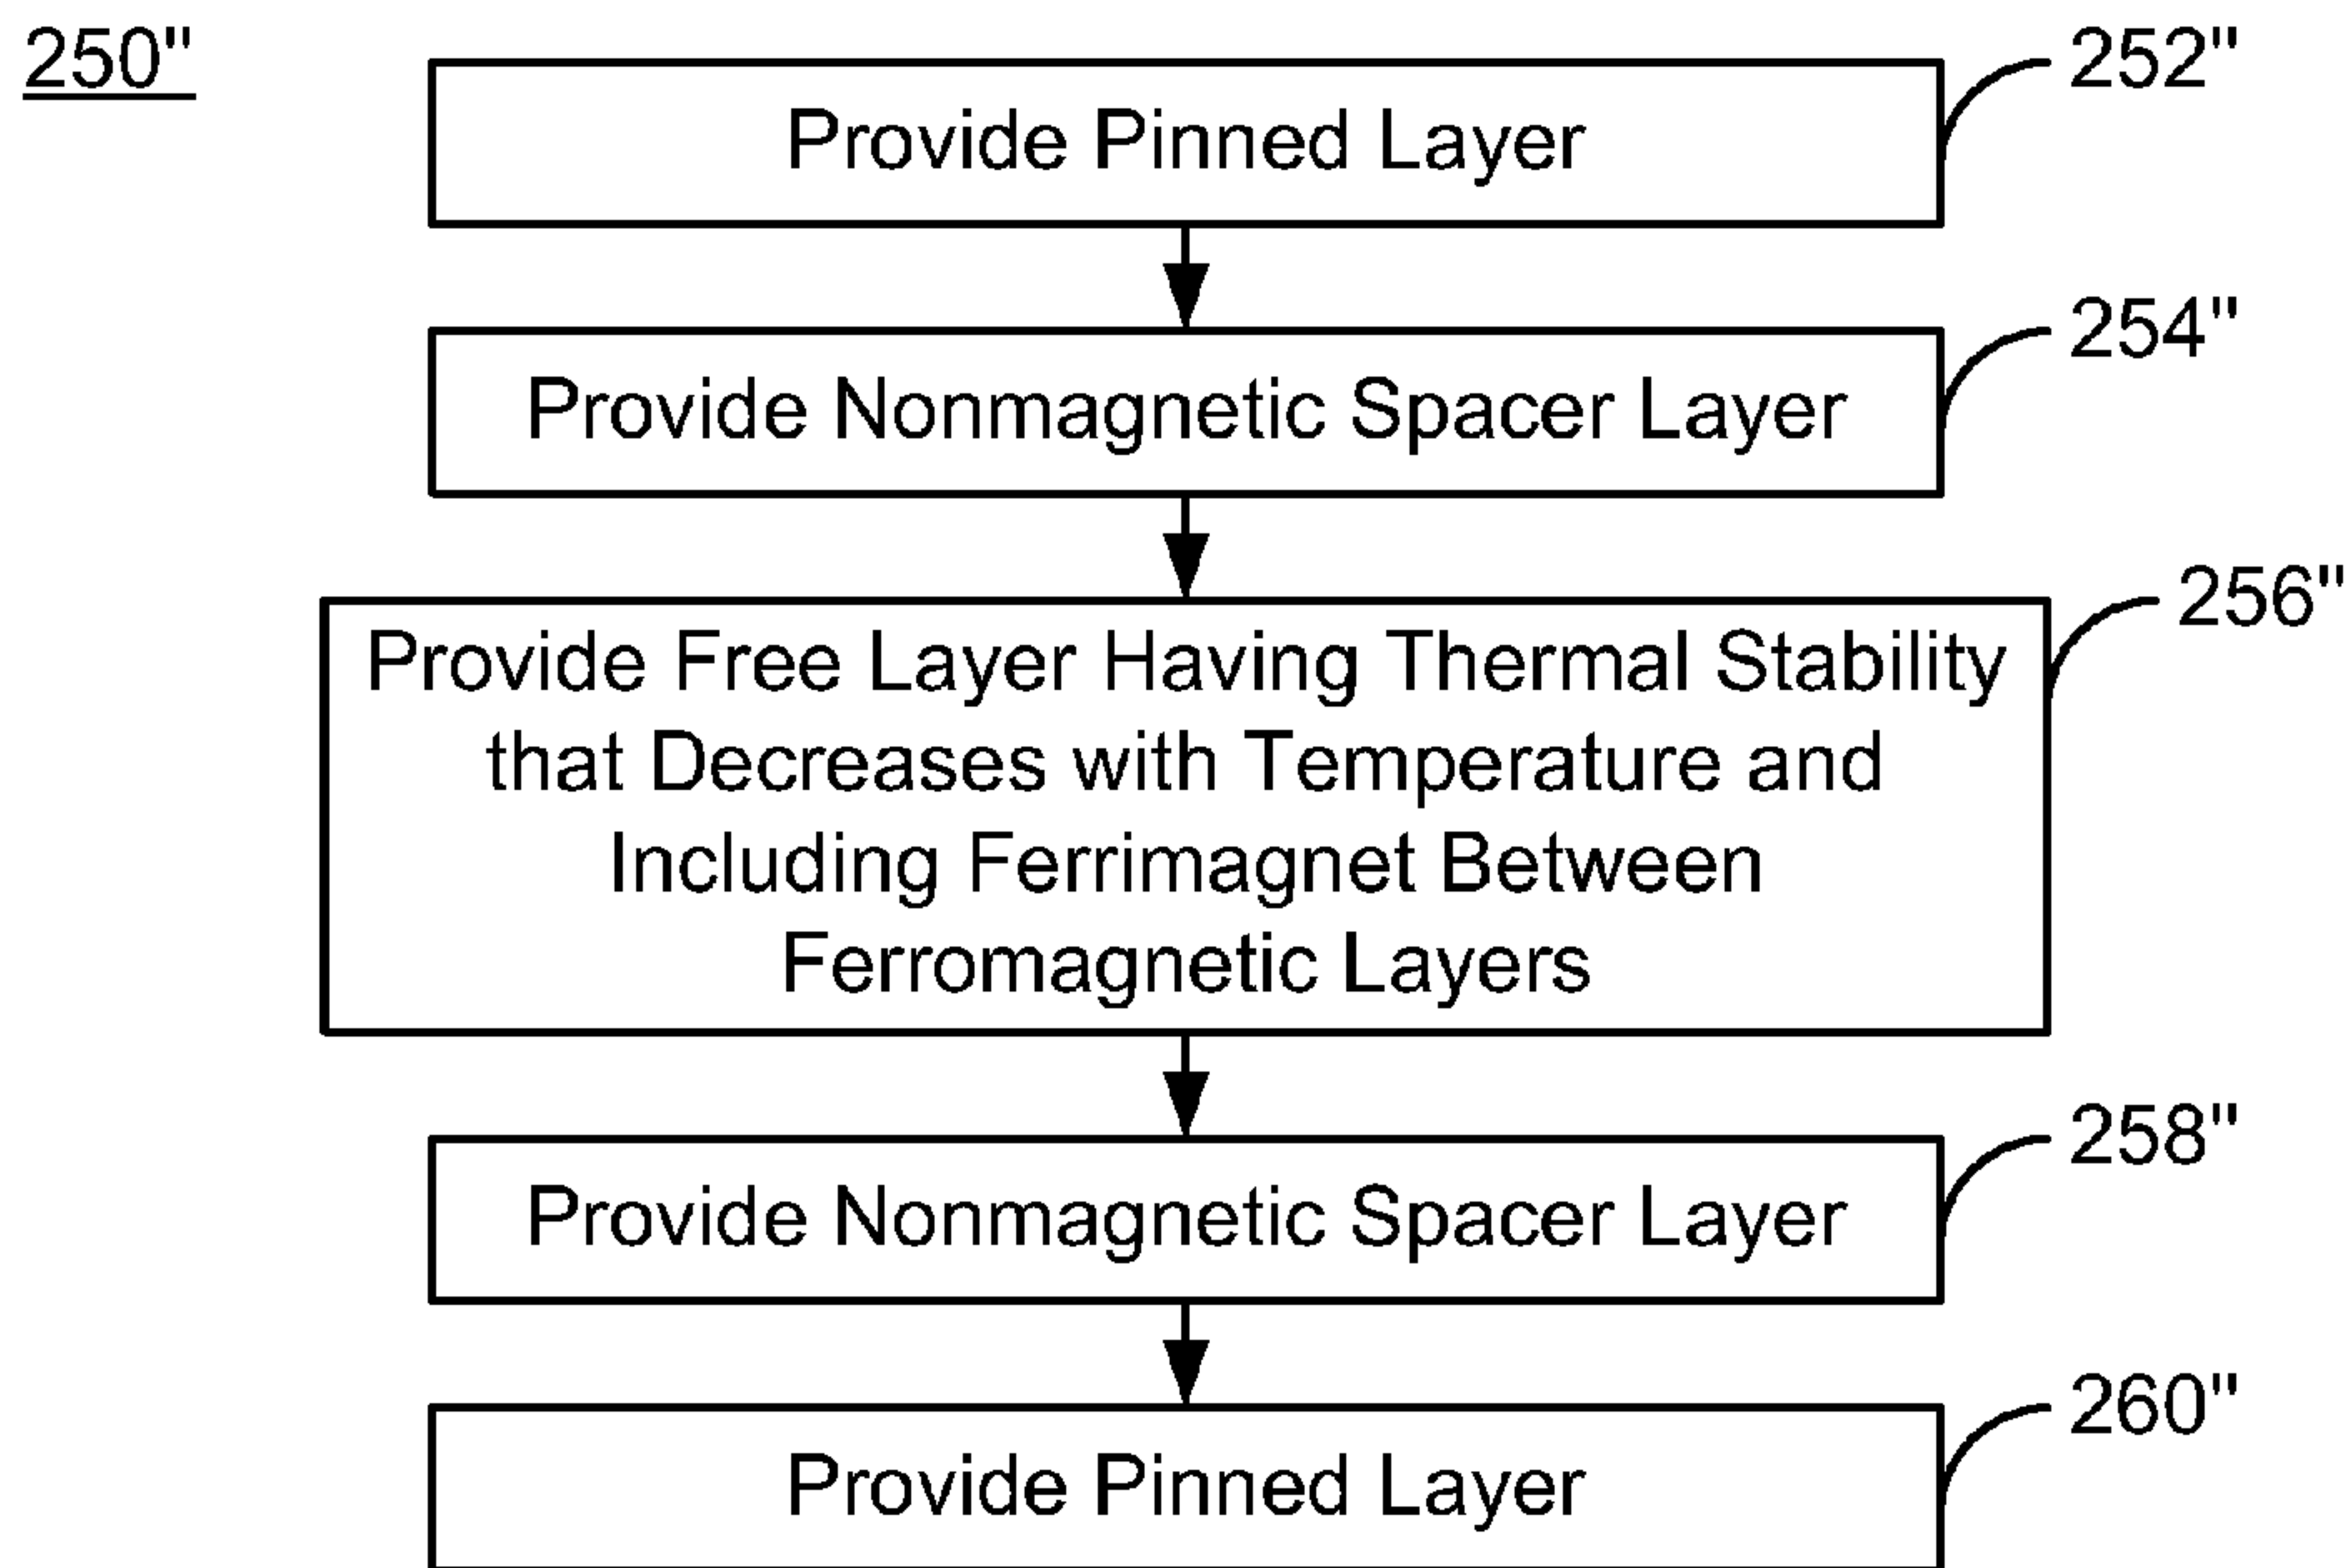 250"
252"
Provide Pinned Layer
254"
Provide Nonmagnetic Spacer Layer
256"
Provide Free Layer Having Thermal Stability
that Decreases with Temperature and
Including Ferrimagnet Between
Ferromagnetic Layers
258"
Provide Nonmagnetic Spacer Layer
260"
Provide Pinned Layer